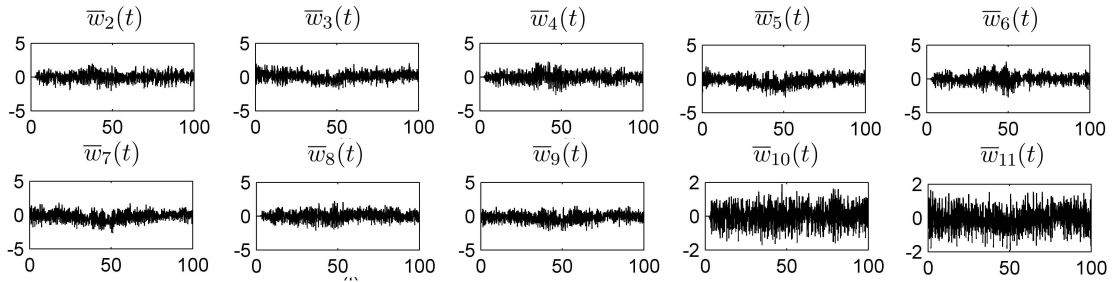 w̅₂(t) w̅₃(t) w̅₄(t) w̅₅(t) w̅₆(t)
5 5 5 5 5
0 0 0 0 0
-5 -5 -5 -5 -5
0 50 100 0 50 100 0 50 100 0 50 100 0 50 100
w̅₇(t) w̅₈(t) w̅₉(t) w̅₁₀(t) w̅₁₁(t)
5 5 5 2 2
0 0 0 0 0
-5 -5 -5 -2 -2
0 50 100 0 50 100 0 50 100 0 50 100 0 50 100